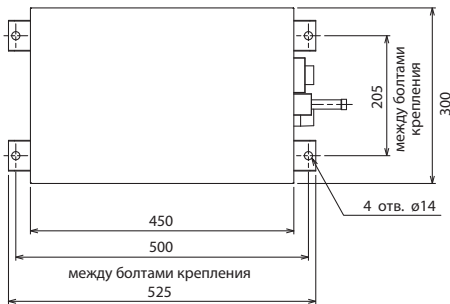 205
между болтами
крепления
300
4 отв. ø14
450
500
между болтами крепления
525